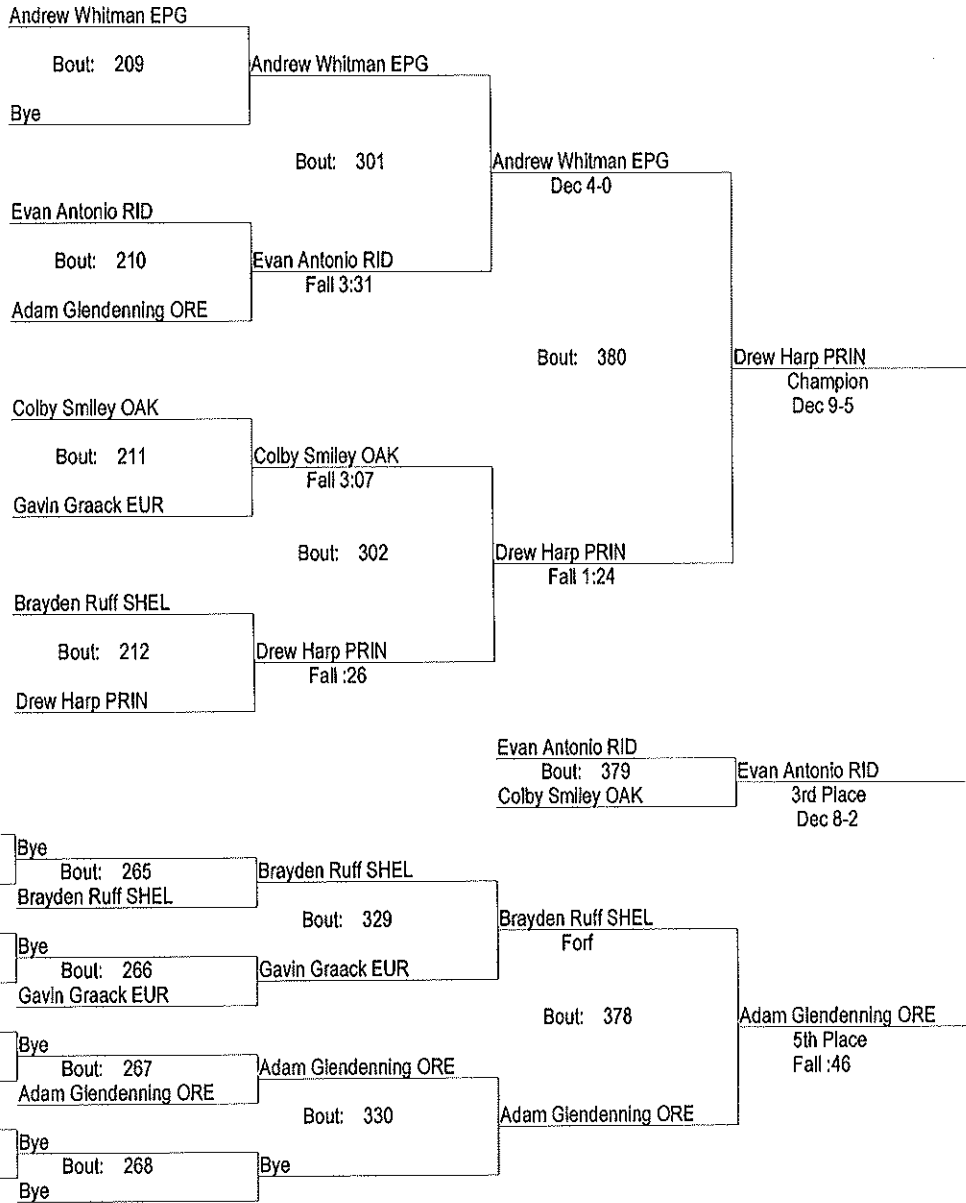 Andrew Whitman EPG
Bout: 209
Andrew Whitman EPG
Bye
Bout: 301
Andrew Whitman EPG
Dec 4-0
Evan Antonio RID
Bout: 210
Evan Antonio RID
Fall 3:31
Adam Glendenning ORE
Bout: 380
Drew Harp PRIN
Champion
Dec 9-5
Colby Smiley OAK
Bout: 211
Colby Smiley OAK
Fall 3:07
Gavin Graack EUR
Bout: 302
Drew Harp PRIN
Fall 1:24
Brayden Ruff SHEL
Bout: 212
Drew Harp PRIN
Fall :26
Drew Harp PRIN
Evan Antonio RID
Bout: 379
Colby Smiley OAK
Evan Antonio RID
3rd Place
Dec 8-2
Bye
Bout: 265
Brayden Ruff SHEL
Brayden Ruff SHEL
Bout: 329
Brayden Ruff SHEL
Forf
Bye
Bout: 266
Gavin Graack EUR
Gavin Graack EUR
Bout: 378
Adam Glendenning ORE
5th Place
Fall :46
Bye
Bout: 267
Adam Glendenning ORE
Adam Glendenning ORE
Bout: 330
Adam Glendenning ORE
Bye
Bout: 268
Bye
Bye